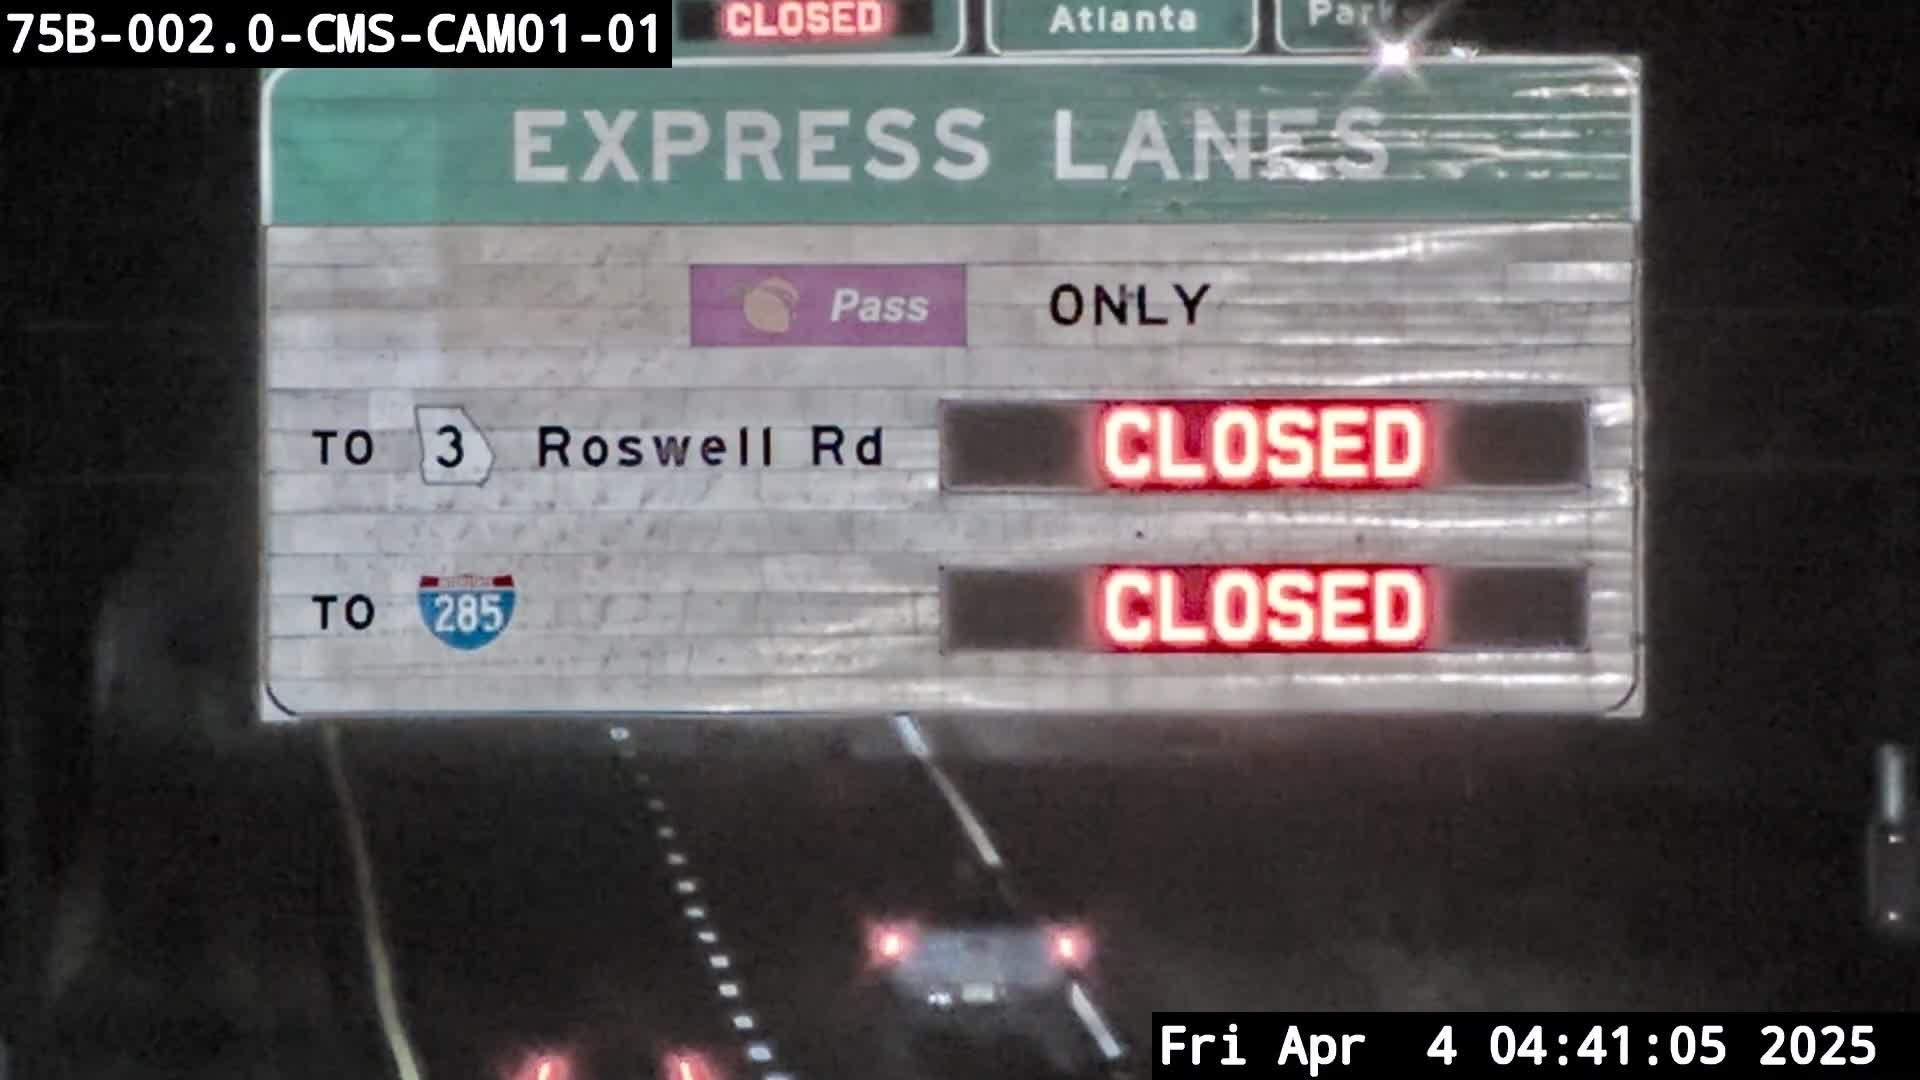 75B-002.0-CMS-CAM01-01
CLOSED
Atlanta
EXPRESS LANES
Pass ONLY
TO 3 Roswell Rd CLOSED
TO 285 CLOSED
Fri Apr 4 04:41:05 2025